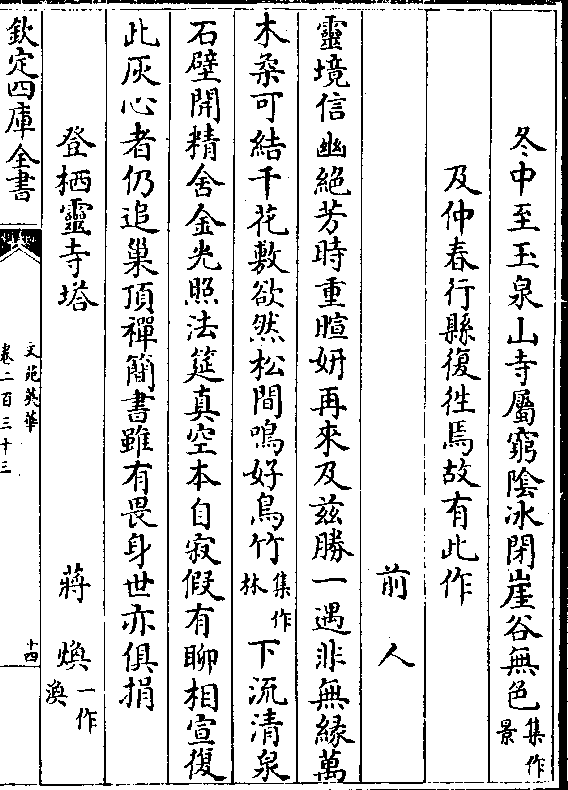 冬中至玉泉山寺屬窮陰冰閉崖谷無色集作景
及仲春行縣復徃焉故有此作
前人
靈境信幽絶芳時重暄妍再來及兹勝一遇非無緣萬
木柔可結千花敷欲然松間鳴好鳥竹集作林下流清泉
石壁開精舍金光照法筵真空本自寂假有聊相宣復
此灰心者仍追巢頂禪簡書雖有畏身世亦俱捐
登栖靈寺塔
蔣煥一作渙
欽定四庫全書
文苑英華
卷二百三十三
十四